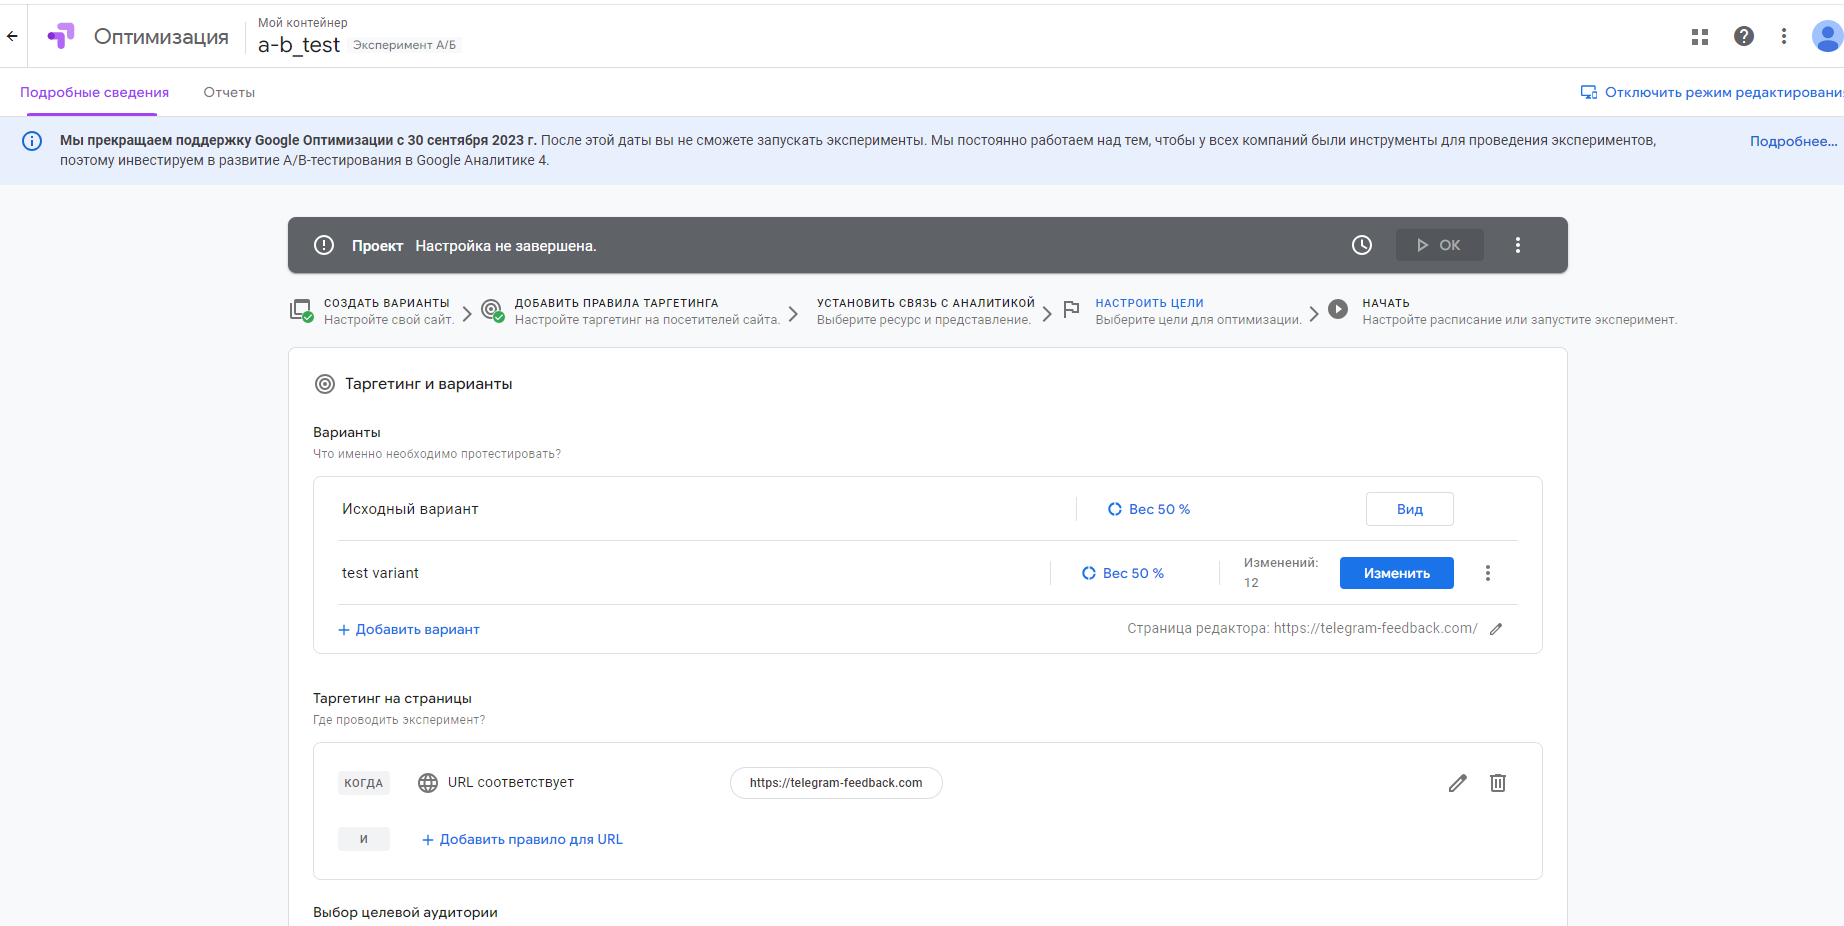 Оптимизация
Мой контейнер
a-b_test Эксперимент А/Б
Подробные сведения Отчеты
Отключить режим редактировани
Мы прекращаем поддержку Google Оптимизации с 30 сентября 2023 г. После этой даты вы не сможете запускать эксперименты. Мы постоянно работаем над тем, чтобы у всех компаний были инструменты для проведения экспериментов,
поэтому инвестируем в развитие A/B-тестирования в Google Аналитике 4.
Подробнее...
Проект Настройка не завершена.
ОК
СОЗДАТЬ ВАРИАНТЫ
Настройте свой сайт.
ДОБАВИТЬ ПРАВИЛА ТАРГЕТИНГА
Настройте таргетинг на посетителей сайта.
УСТАНОВИТЬ СВЯЗЬ С АНАЛИТИКОЙ
Выберите ресурс и представление.
НАСТРОИТЬ ЦЕЛИ
Выберите цели для оптимизации.
НАЧАТЬ
Настройте расписание или запустите эксперимент.
Таргетинг и варианты
Варианты
Что именно необходимо протестировать?
Исходный вариант
Вес 50 %
Вид
test variant
Вес 50 %
Изменений:
12
Изменить
+ Добавить вариант
Страница редактора: https://telegram-feedback.com/
Таргетинг на страницы
Где проводить эксперимент?
КОГДА
URL соответствует
https://telegram-feedback.com
И
+ Добавить правило для URL
Выбор целевой аудитории